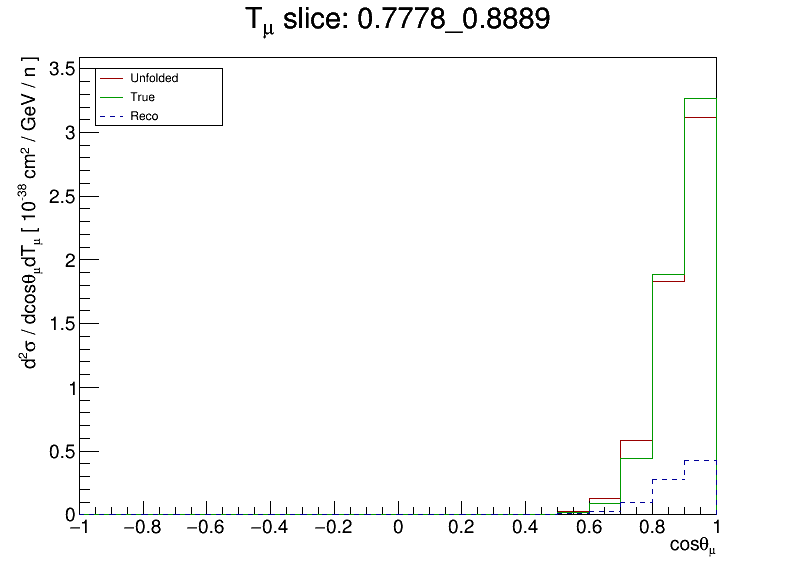 Tμ slice: 0.7778_0.8889
d²σ / dcosθμdTμ [ 10⁻³⁸ cm² / GeV / n ]
3.5
3
2.5
2
1.5
1
0.5
0
Unfolded
True
Reco
−1 −0.8 −0.6 −0.4 −0.2 0 0.2 0.4 0.6 0.8 1
cosθμ